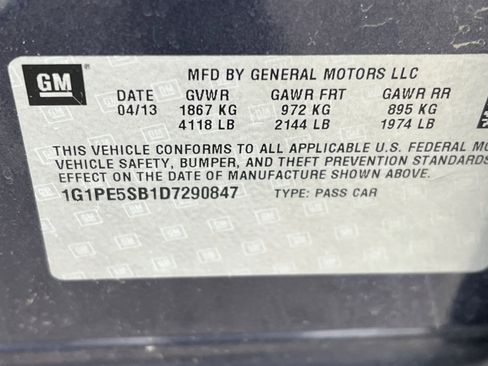 GM
MFD BY GENERAL MOTORS LLC
DATE GVWR GAWR FRT GAWR RR
04/13 1867 KG 972 KG 895 KG
4118 LB 2144 LB 1974 LB
THIS VEHICLE CONFORMS TO ALL APPLICABLE U.S. FEDERAL MO
VEHICLE SAFETY, BUMPER, AND THEFT PREVENTION STANDARDS
EFFECT ON THE DATE OF MANUFACTURE SHOWN ABOVE.
1G1PE5SB1D7290847 TYPE: PASS CAR